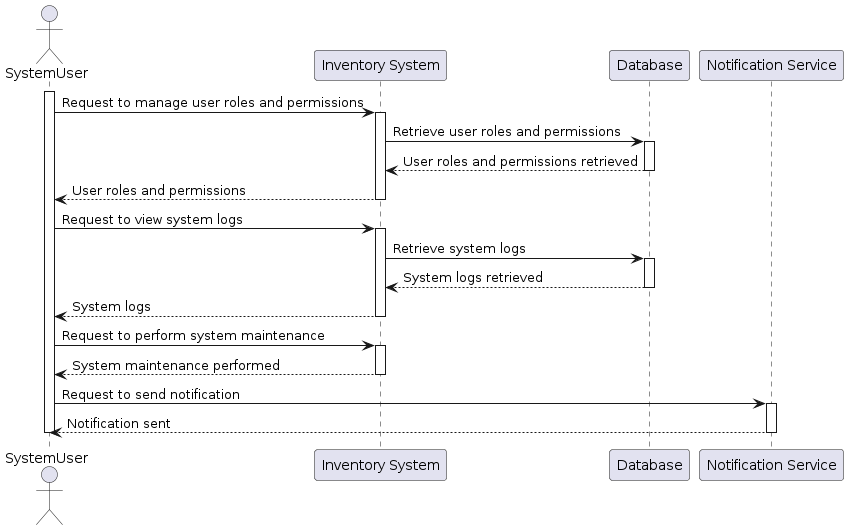 SystemUser
Inventory System
Database
Notification Service
Request to manage user roles and permissions
Retrieve user roles and permissions
User roles and permissions retrieved
User roles and permissions
Request to view system logs
Retrieve system logs
System logs retrieved
System logs
Request to perform system maintenance
System maintenance performed
Request to send notification
Notification sent
SystemUser
Inventory System
Database
Notification Service